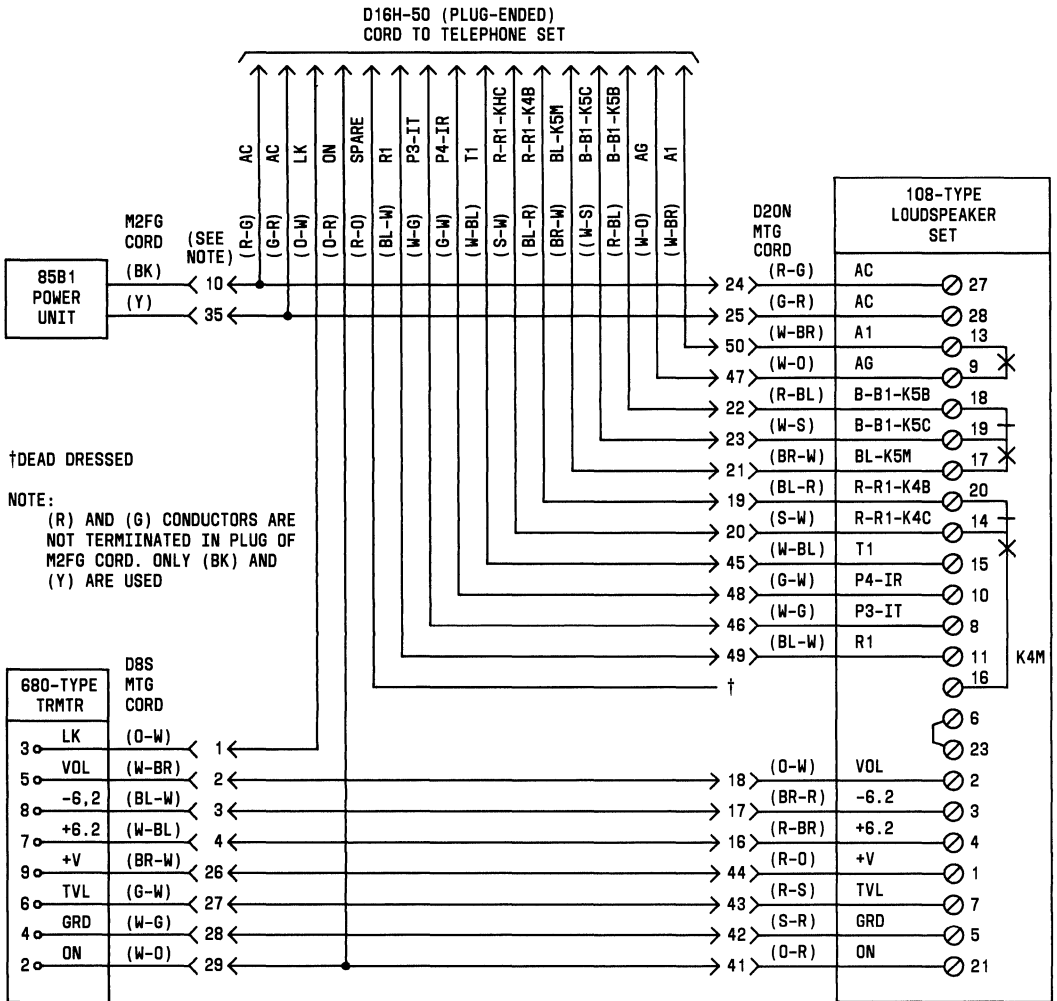 D16H-50 (PLUG-ENDED)
CORD TO TELEPHONE SET
AC
AC
LK
ON
SPARE
R1
P3-IT
P4-IR
T1
R-R1-KHC
R-R1-K4B
BL-K5M
B-B1-K5C
B-B1-K5B
AG
A1
(R-G)
(G-R)
(O-W)
(O-R)
(R-O)
(BL-W)
(W-G)
(G-W)
(W-BL)
(S-W)
(BL-R)
(BR-W)
((W-S)
(R-BL)
(W-O)
(W-BR)
M2FG
CORD
(SEE
NOTE)
85B1
POWER
UNIT
(BK) 10
(Y) 35
D20N
MTG
CORD
108-TYPE
LOUDSPEAKER
SET
24 (R-G) AC 27
25 (G-R) AC 28
50 (W-BR) A1 13
47 (W-O) AG 9
22 (R-BL) B-B1-K5B 18
23 (W-S) B-B1-K5C 19
21 (BR-W) BL-K5M 17
19 (BL-R) R-R1-K4B 20
20 (S-W) R-R1-K4C 14
45 (W-BL) T1 15
48 (G-W) P4-IR 10
46 (W-G) P3-IT 8
49 (BL-W) R1 11 K4M
† 16
6
23
†DEAD DRESSED
NOTE:
(R) AND (G) CONDUCTORS ARE
NOT TERMIINATED IN PLUG OF
M2FG CORD. ONLY (BK) AND
(Y) ARE USED
680-TYPE
TRMTR
D8S
MTG
CORD
3 LK (O-W) 1
5 VOL (W-BR) 2 18 (O-W) VOL 2
8 -6,2 (BL-W) 3 17 (BR-R) -6.2 3
7 +6.2 (W-BL) 4 16 (R-BR) +6.2 4
9 +V (BR-W) 26 44 (R-O) +V 1
6 TVL (G-W) 27 43 (R-S) TVL 7
4 GRD (W-G) 28 42 (S-R) GRD 5
2 ON (W-O) 29 41 (O-R) ON 21